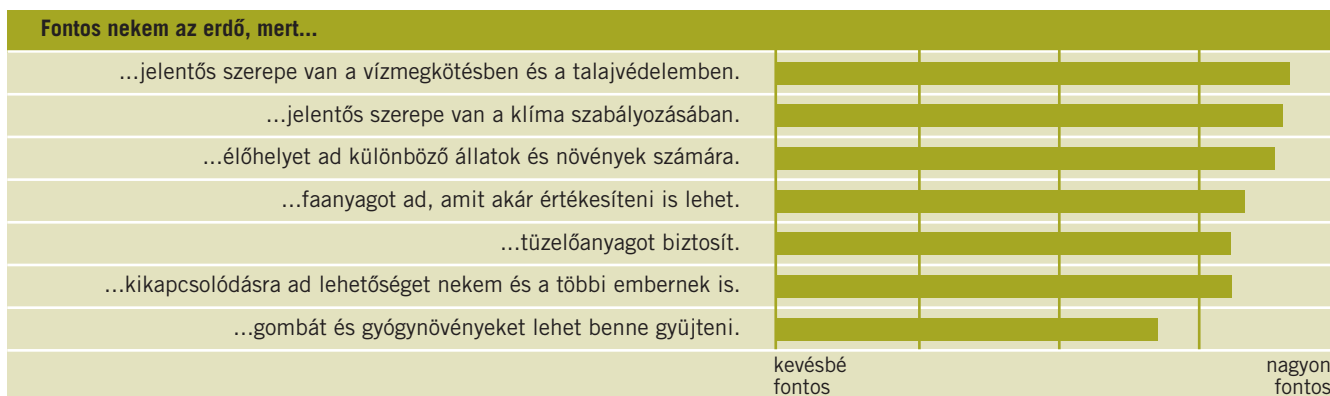 Fontos nekem az erdő, mert...
...jelentős szerepe van a vízmegkötésben és a talajvédelemben.
...jelentős szerepe van a klíma szabályozásában.
...élőhelyet ad különböző állatok és növények számára.
...faanyagot ad, amit akár értékesíteni is lehet.
...tüzelőanyagot biztosít.
...kikapcsolódásra ad lehetőséget nekem és a többi embernek is.
...gombát és gyógynövényeket lehet benne gyüjteni.
kevésbé nagyon
fontos fontos